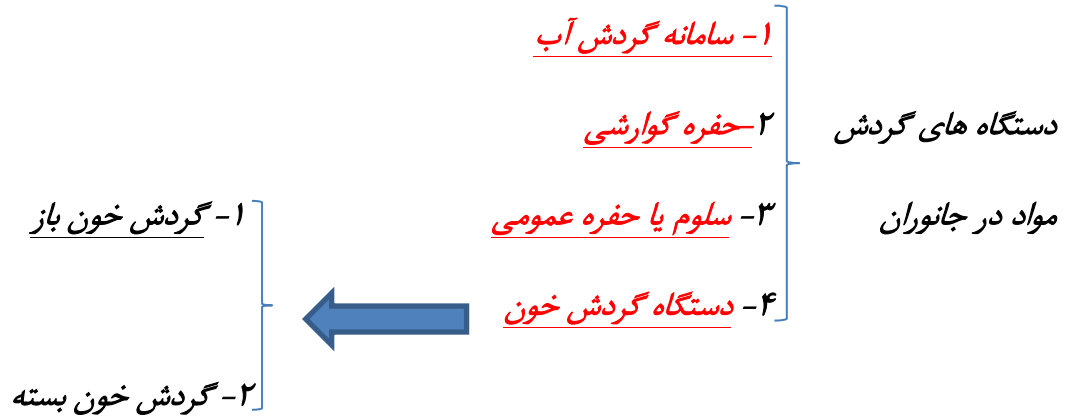 دستگاه های گردش
مواد در جانوران
۱- سامانه گردش آب
۲-حفره گوارشی
۳- سلوم یا حفره عمومی
۴- دستگاه گردش خون
۱- گردش خون باز
۲- گردش خون بسته